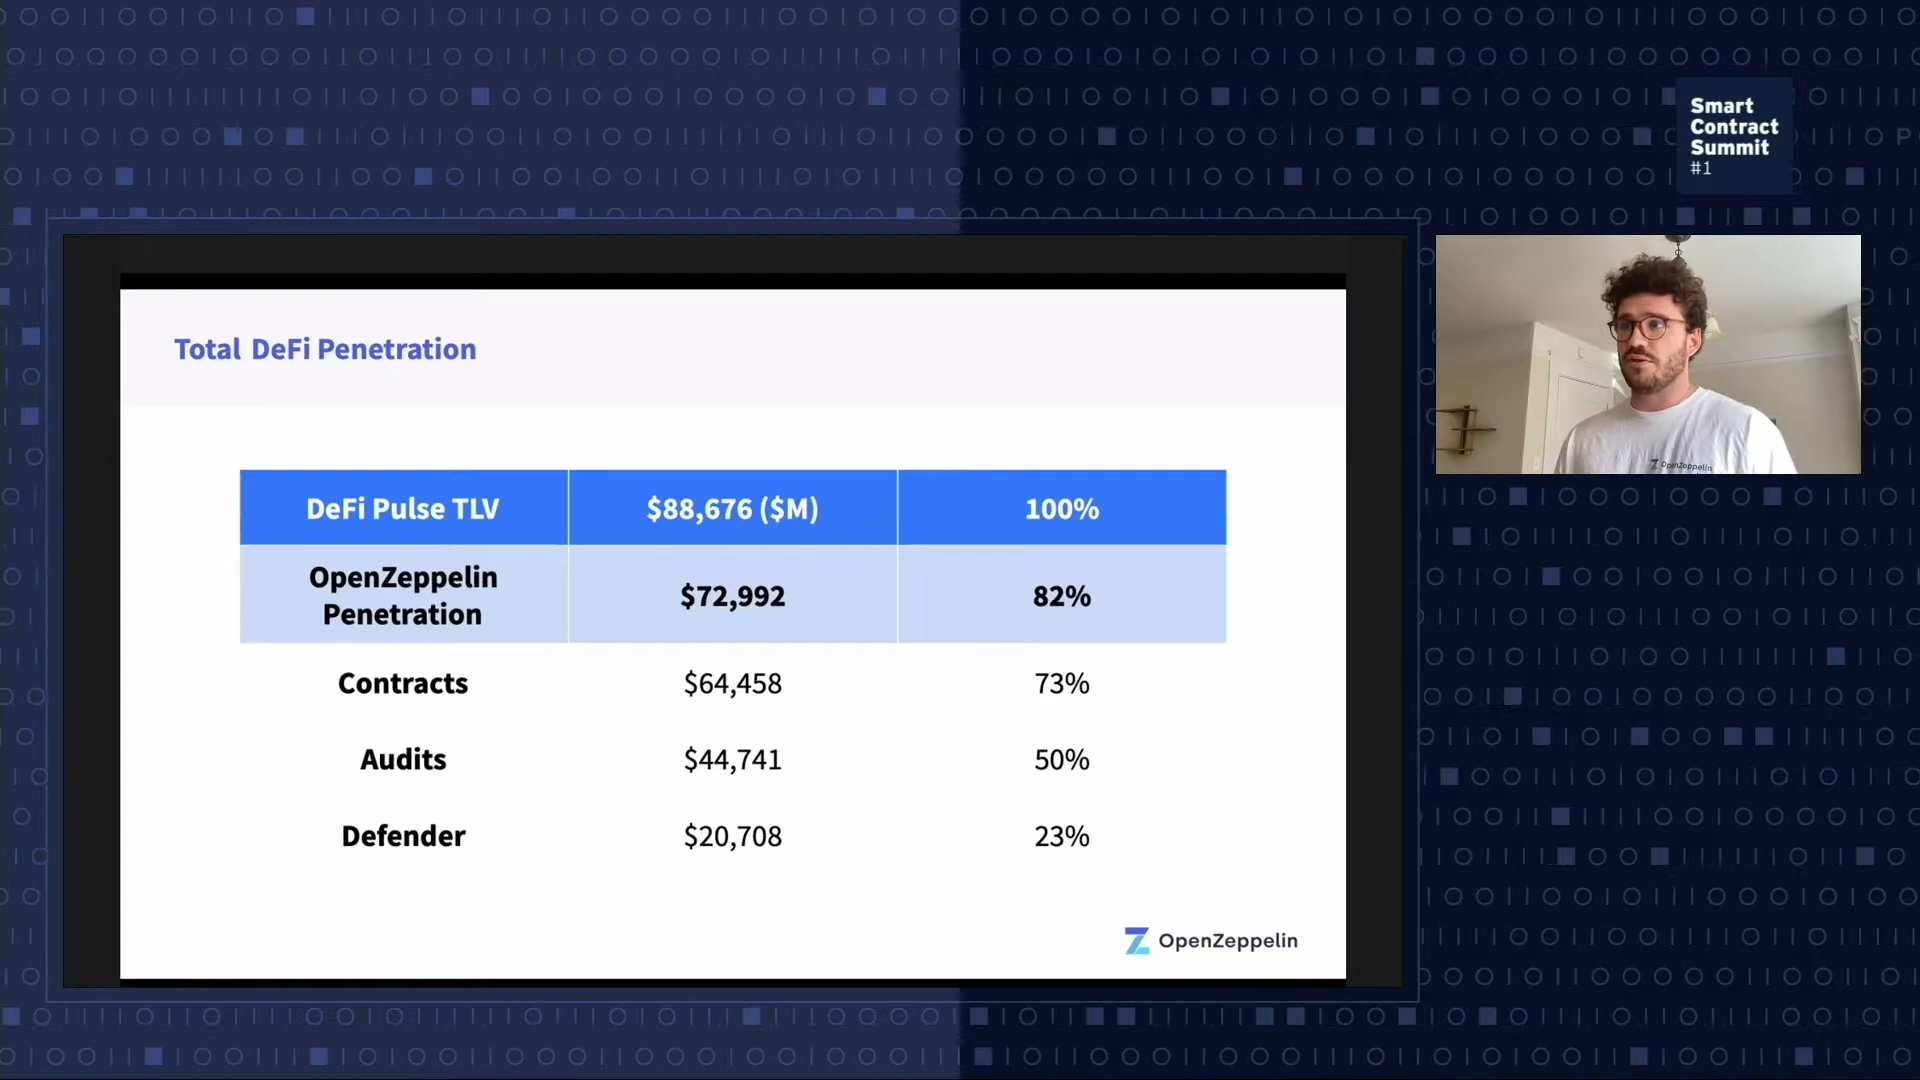 Smart
Contract
Summit
#1
Total DeFi Penetration
DeFi Pulse TLV $88,676 ($M) 100%
OpenZeppelin
Penetration $72,992 82%
Contracts $64,458 73%
Audits $44,741 50%
Defender $20,708 23%
OpenZeppelin
OpenZeppelin